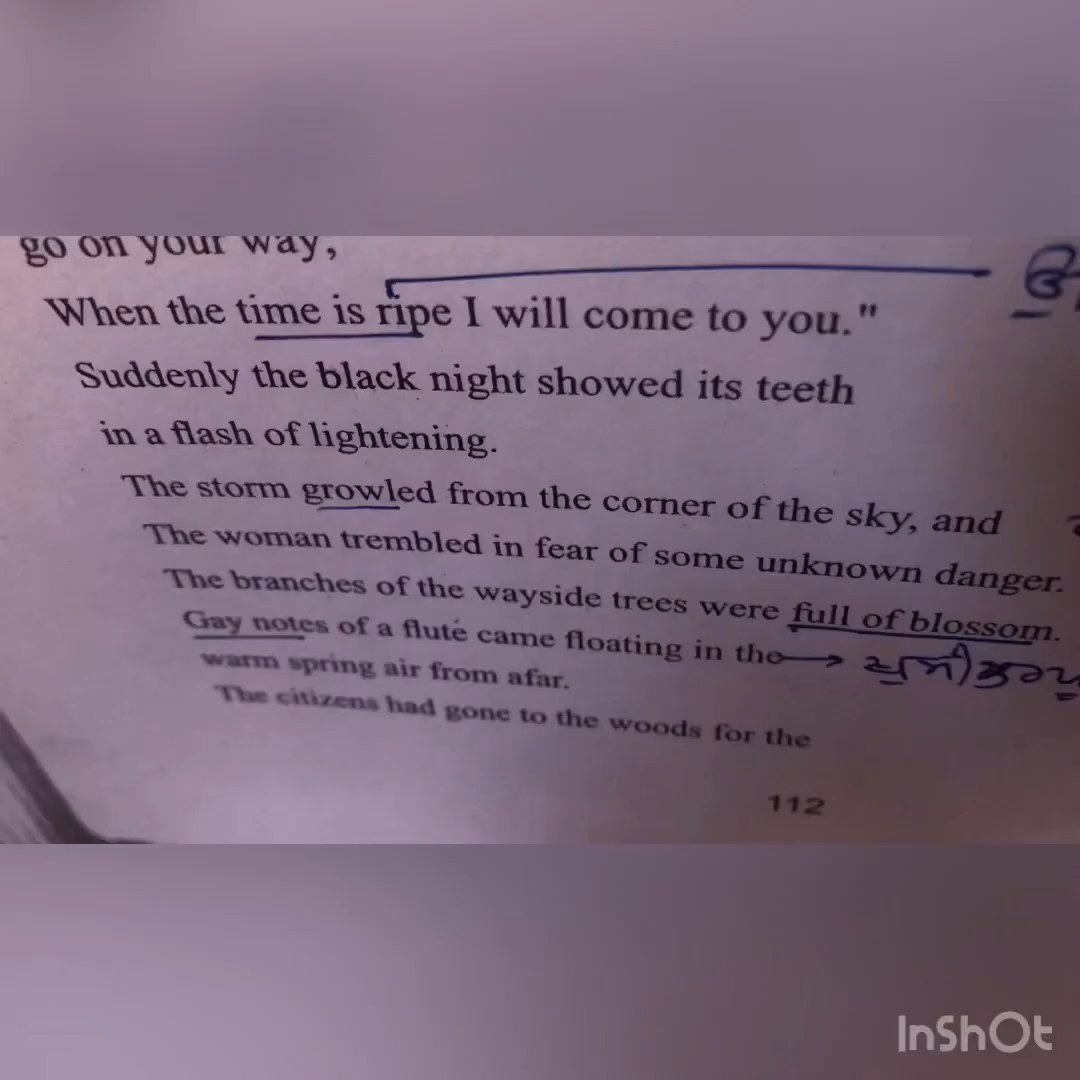 go on your way,
When the time is ripe I will come to you."
Suddenly the black night showed its teeth
in a flash of lightening.
The storm growled from the corner of the sky, and
The woman trembled in fear of some unknown danger.
The branches of the wayside trees were full of blossom.
Gay notes of a flute came floating in the
warm spring air from afar.
The citizens had gone to the woods for the
112
InShOt